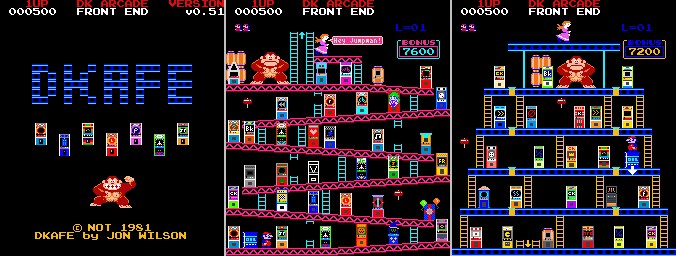 1UP DK ARCADE VERSION
000500 FRONT END v0.51
DKAFE
© NOT 1981
DKAFE by JON WILSON
1UP DK ARCADE
000500 FRONT END
L=01
Hey Jumpman!
BONUS
7600
1UP DK ARCADE
000500 FRONT END
L=01
BONUS
7200